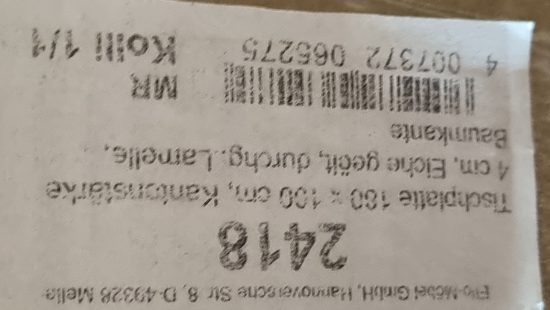 Elfo-Möbel GmbH, Hannoversche Str. 8, D-49328 Melle
2418
Tischplatte 180 x 100 cm, Kantenstärke
4 cm, Eiche geölt, durchg. Lamelle,
Baumkante
MR
4 007372 065275
Kolli 1/1